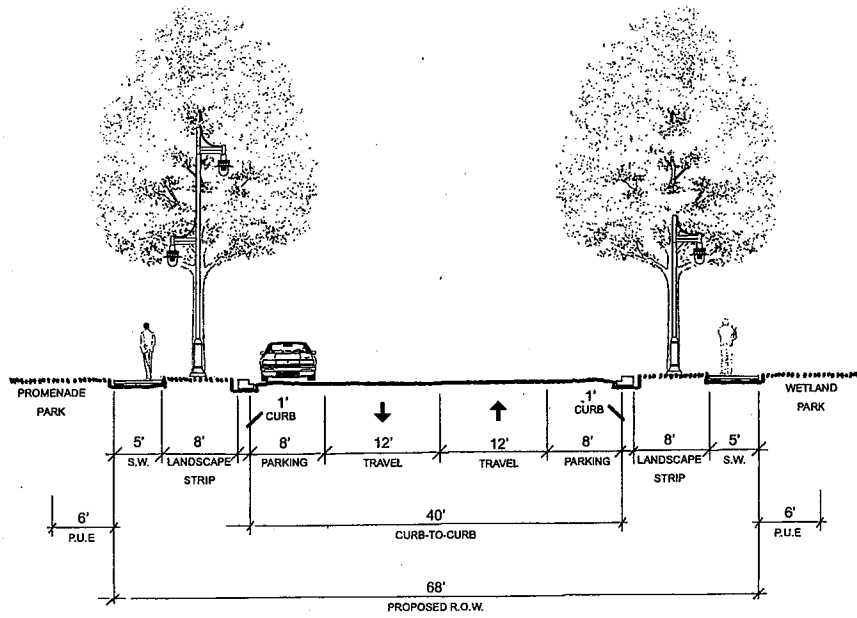 PROMENADE
PARK
WETLAND
PARK
1'
CURB
1'
CURB
5'
S.W.
8'
LANDSCAPE
STRIP
8'
PARKING
12'
TRAVEL
12'
TRAVEL
8'
PARKING
8'
LANDSCAPE
STRIP
5'
S.W.
6'
P.U.E
40'
CURB-TO-CURB
6'
P.U.E
68'
PROPOSED R.O.W.